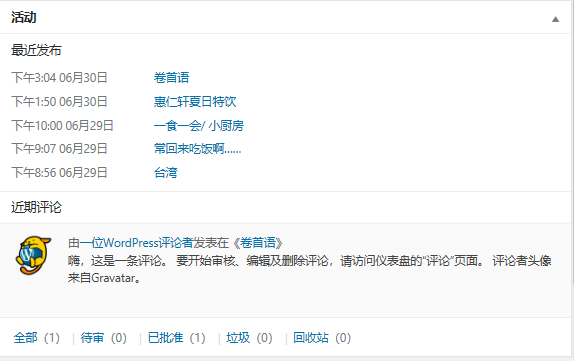 活动
最近发布
下午3:04 06月30日 卷首语
下午1:50 06月30日 惠仁轩夏日特饮
下午10:00 06月29日 一食一会/ 小厨房
下午9:07 06月29日 常回来吃饭啊……
下午8:56 06月29日 台湾
近期评论
由一位WordPress评论者发表在《卷首语》
嗨，这是一条评论。 要开始审核、编辑及删除评论，请访问仪表盘的“评论”页面。 评论者头像
来自Gravatar。
全部（1） | 待审（0） | 已批准（1） | 垃圾（0） | 回收站（0）